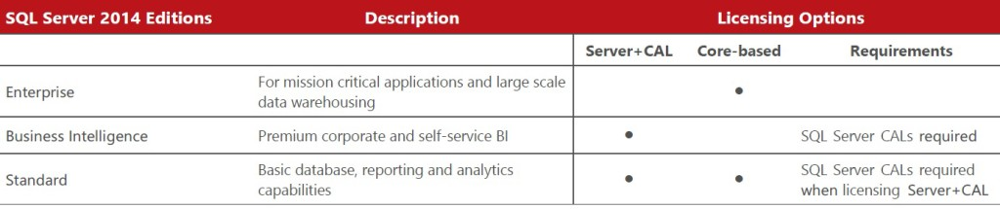 SQL Server 2014 Editions Description Licensing Options
Server+CAL Core-based Requirements
Enterprise For mission critical applications and large scale data warehousing ●
Business Intelligence Premium corporate and self-service BI ● SQL Server CALs required
Standard Basic database, reporting and analytics capabilities ● ● SQL Server CALs required when licensing Server+CAL